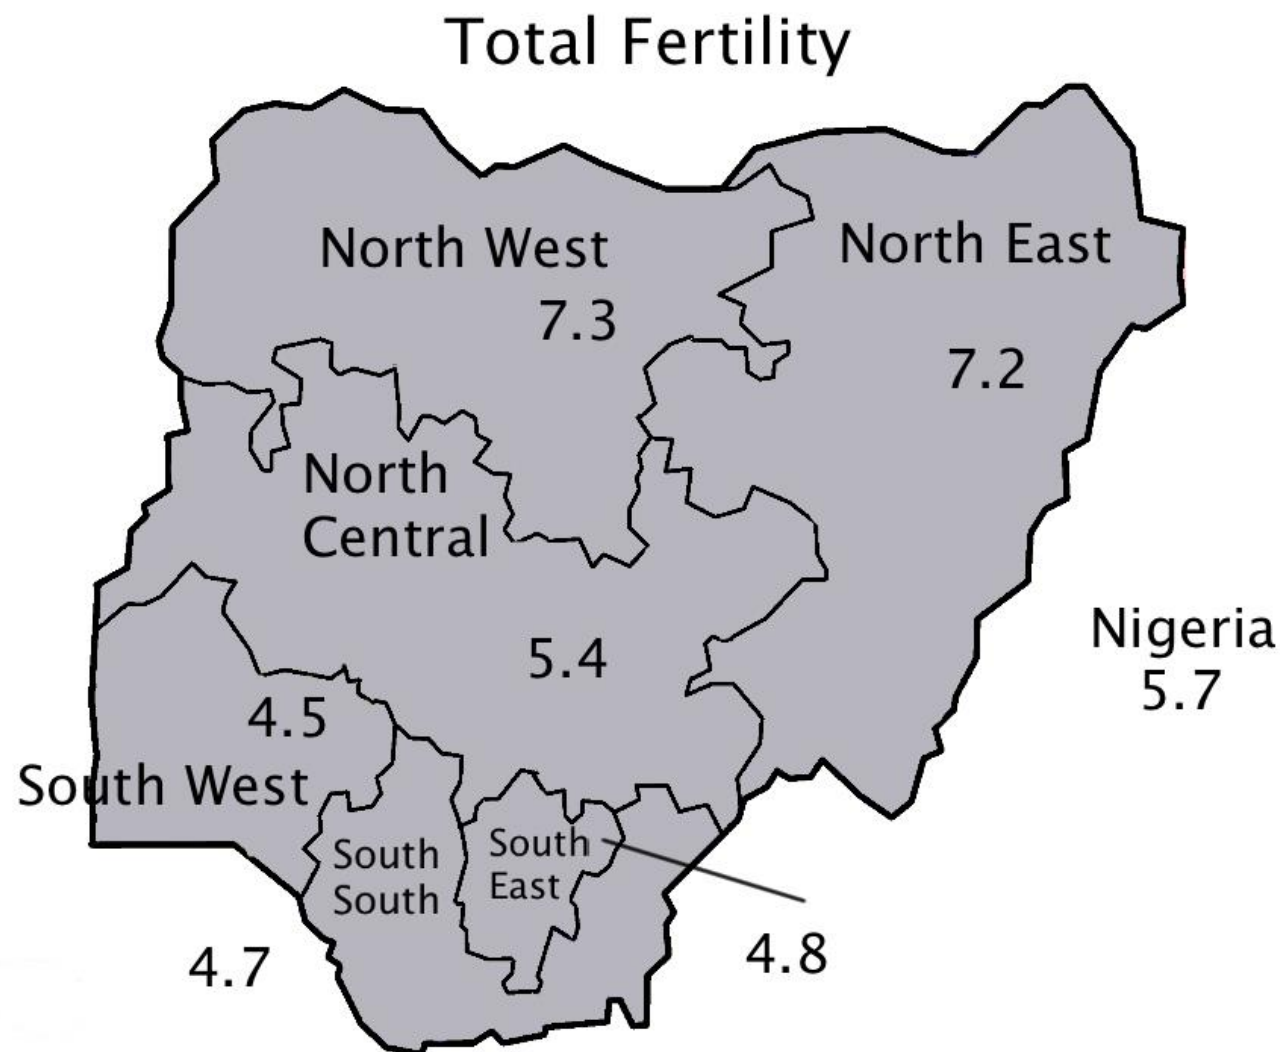 Total Fertility
North West
7.3
North East
7.2
North
Central
5.4
Nigeria
5.7
4.5
South West
South
South
4.7
South
East
4.8